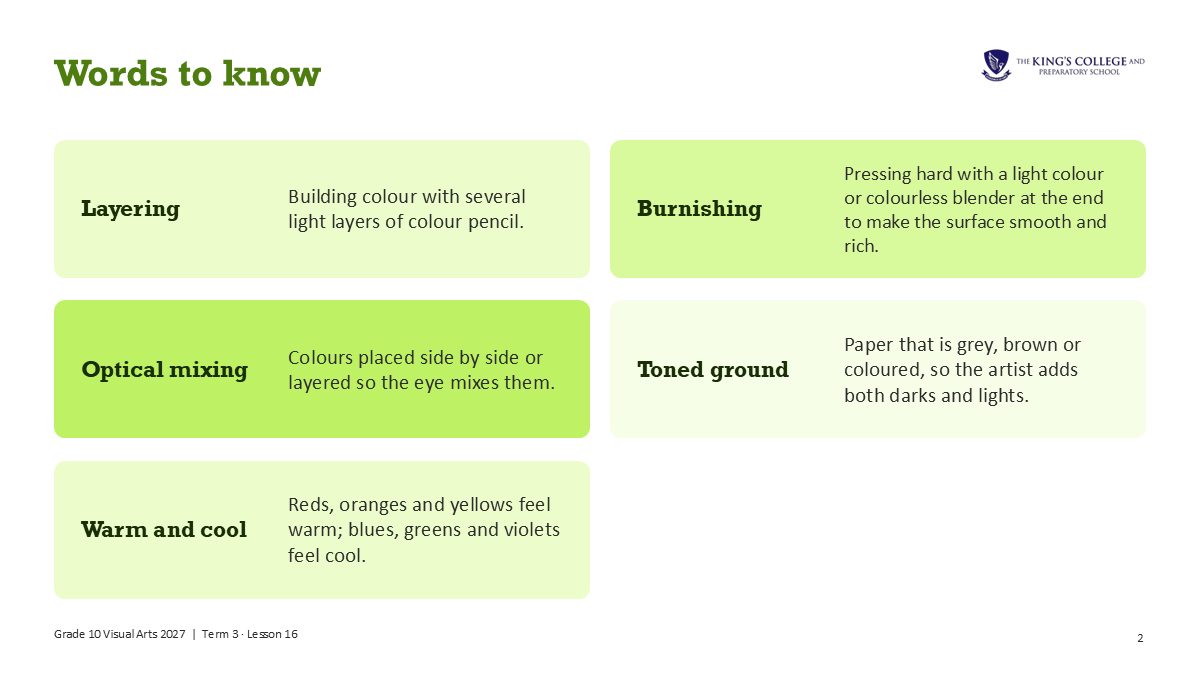 Words to know
THE KING'S COLLEGE AND
PREPARATORY SCHOOL
Layering
Building colour with several
light layers of colour pencil.
Burnishing
Pressing hard with a light colour
or colourless blender at the end
to make the surface smooth and
rich.
Optical mixing
Colours placed side by side or
layered so the eye mixes them.
Toned ground
Paper that is grey, brown or
coloured, so the artist adds
both darks and lights.
Warm and cool
Reds, oranges and yellows feel
warm; blues, greens and violets
feel cool.
Grade 10 Visual Arts 2027 | Term 3 · Lesson 16
2